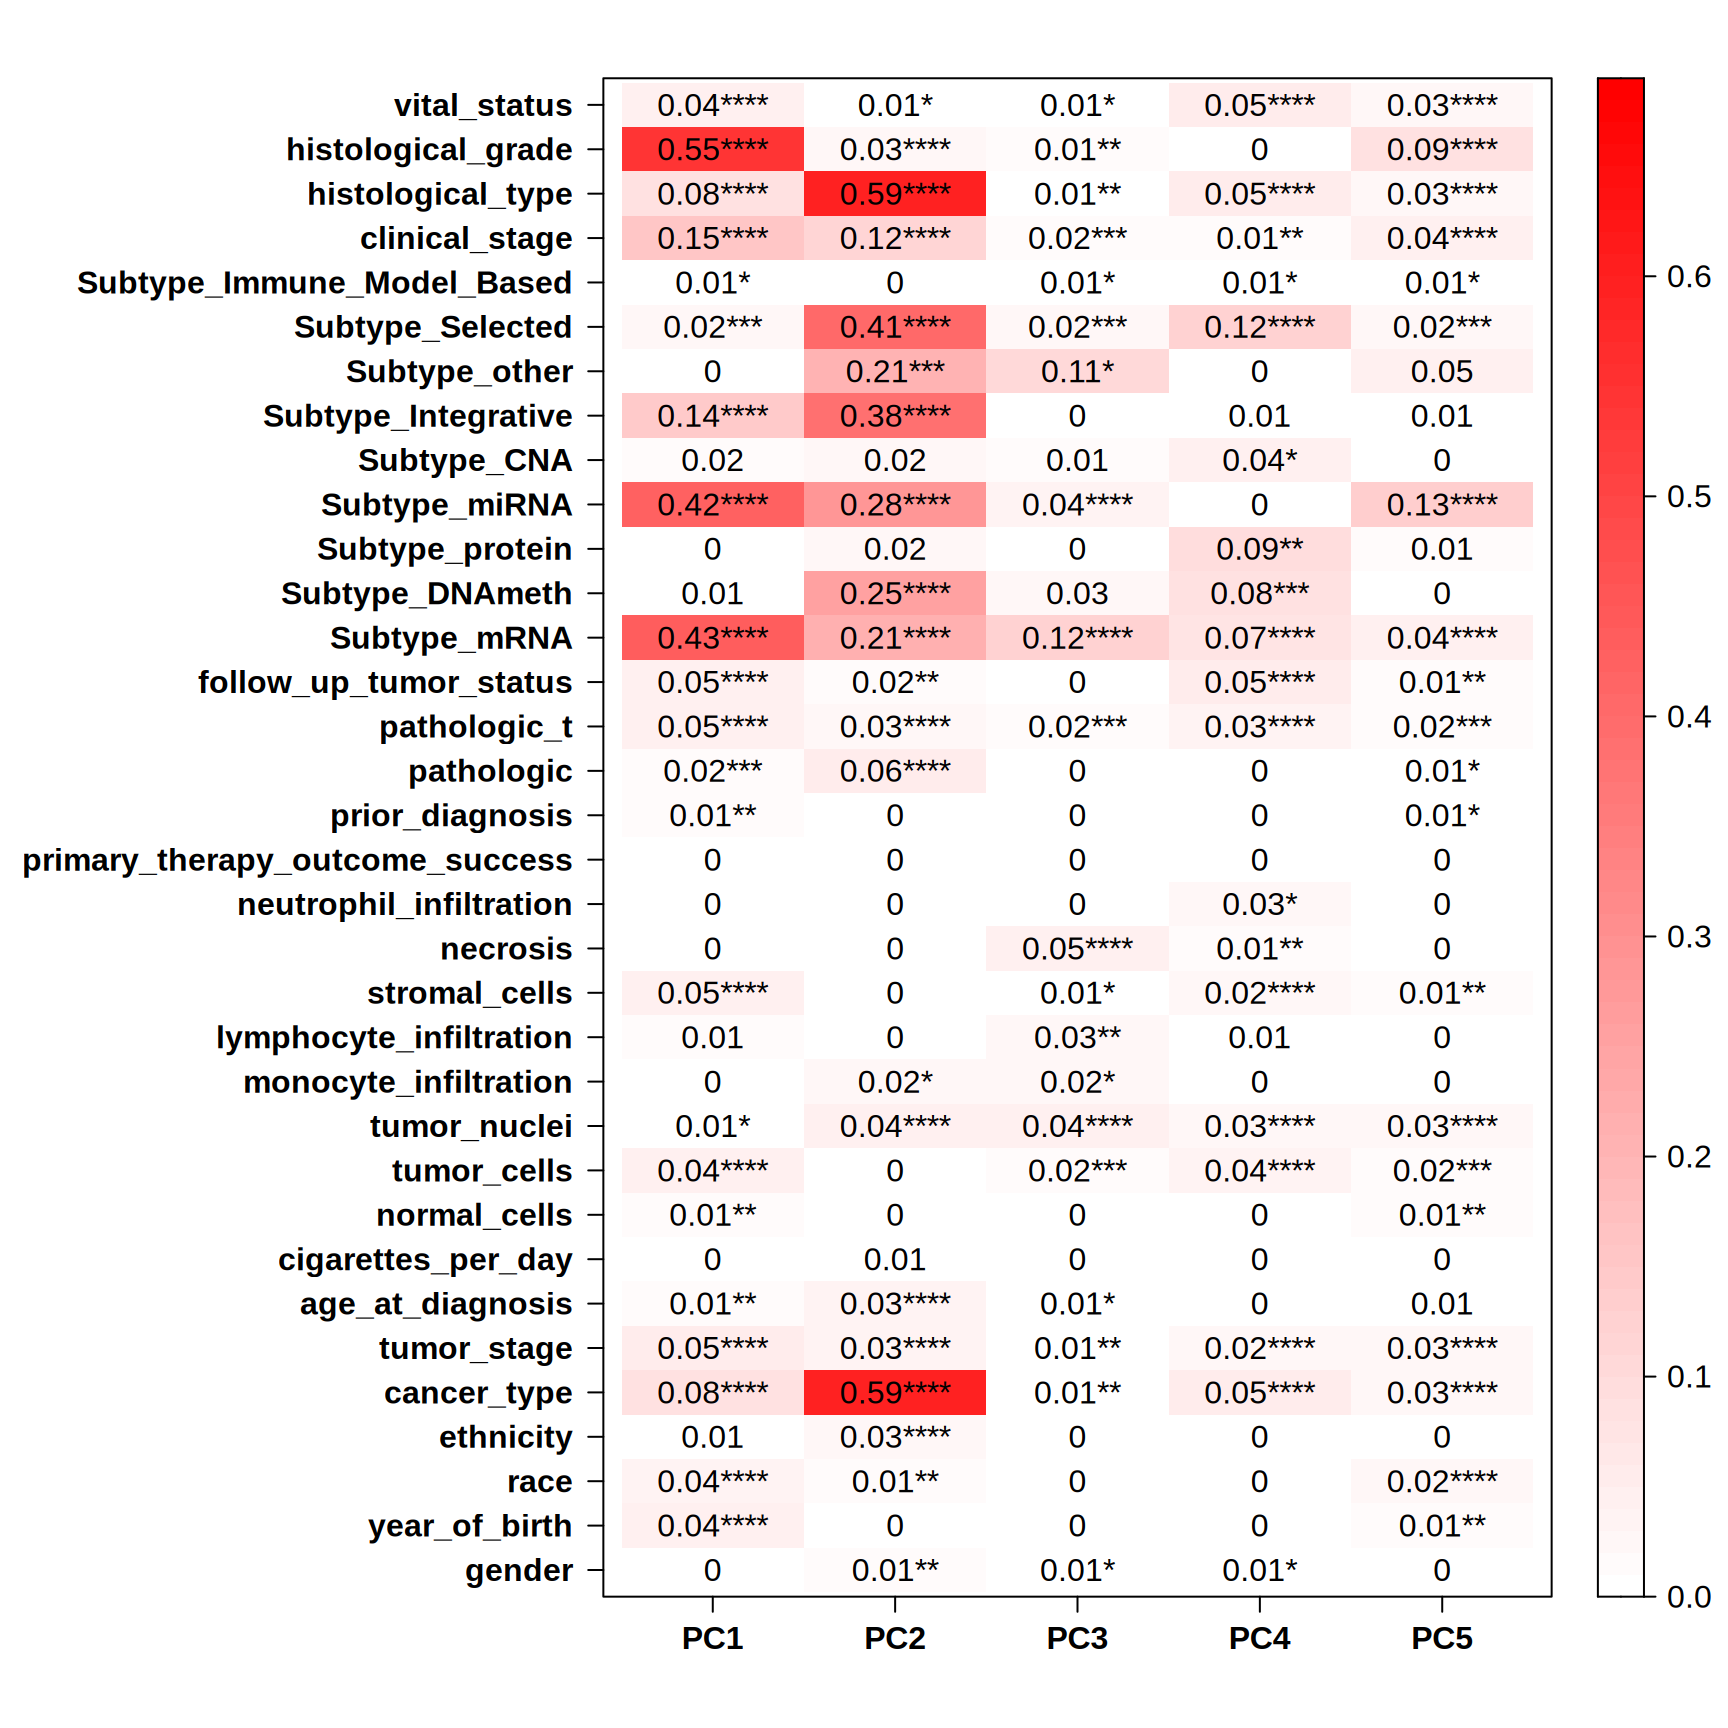 vital_status 0.04**** 0.01* 0.01* 0.05**** 0.03****
histological_grade 0.55**** 0.03**** 0.01** 0 0.09****
histological_type 0.08**** 0.59**** 0.01** 0.05**** 0.03****
clinical_stage 0.15**** 0.12**** 0.02*** 0.01** 0.04****
Subtype_Immune_Model_Based 0.01* 0 0.01* 0.01* 0.01*
0.6
Subtype_Selected 0.02*** 0.41**** 0.02*** 0.12**** 0.02***
Subtype_other 0 0.21*** 0.11* 0 0.05
Subtype_Integrative 0.14**** 0.38**** 0 0.01 0.01
Subtype_CNA 0.02 0.02 0.01 0.04* 0
0.5
Subtype_miRNA 0.42**** 0.28**** 0.04**** 0 0.13****
Subtype_protein 0 0.02 0 0.09** 0.01
Subtype_DNAmeth 0.01 0.25**** 0.03 0.08*** 0
Subtype_mRNA 0.43**** 0.21**** 0.12**** 0.07**** 0.04****
follow_up_tumor_status 0.05**** 0.02** 0 0.05**** 0.01**
0.4
pathologic_t 0.05**** 0.03**** 0.02*** 0.03**** 0.02***
pathologic 0.02*** 0.06**** 0 0 0.01*
prior_diagnosis 0.01** 0 0 0 0.01*
primary_therapy_outcome_success 0 0 0 0 0
neutrophil_infiltration 0 0 0 0.03* 0
0.3
necrosis 0 0 0.05**** 0.01** 0
stromal_cells 0.05**** 0 0.01* 0.02**** 0.01**
lymphocyte_infiltration 0.01 0 0.03** 0.01 0
monocyte_infiltration 0 0.02* 0.02* 0 0
tumor_nuclei 0.01* 0.04**** 0.04**** 0.03**** 0.03****
0.2
tumor_cells 0.04**** 0 0.02*** 0.04**** 0.02***
normal_cells 0.01** 0 0 0 0.01**
cigarettes_per_day 0 0.01 0 0 0
age_at_diagnosis 0.01** 0.03**** 0.01* 0 0.01
tumor_stage 0.05**** 0.03**** 0.01** 0.02**** 0.03****
0.1
cancer_type 0.08**** 0.59**** 0.01** 0.05**** 0.03****
ethnicity 0.01 0.03**** 0 0 0
race 0.04**** 0.01** 0 0 0.02****
year_of_birth 0.04**** 0 0 0 0.01**
gender 0 0.01** 0.01* 0.01* 0
0.0
PC1 PC2 PC3 PC4 PC5